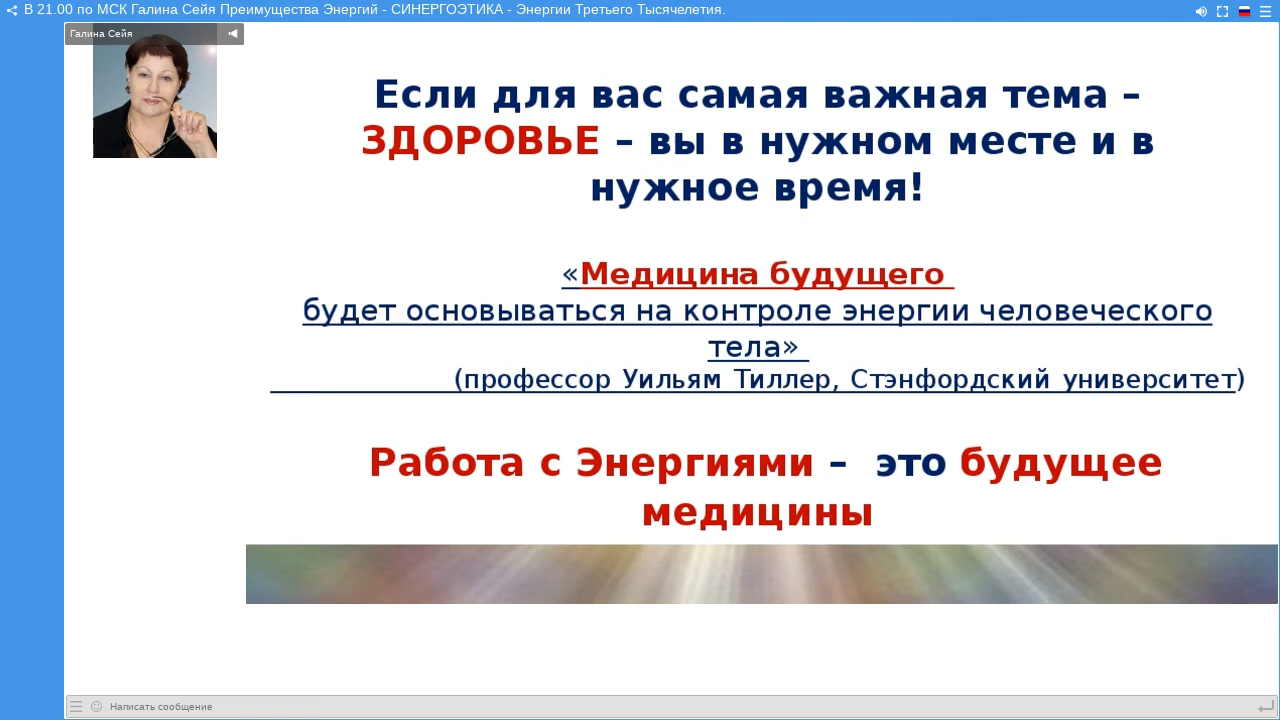 В 21.00 по МСК Галина Сейя Преимущества Энергий - СИНЕРГОЭТИКА - Энергии Третьего Тысячелетия.
Галина Сейя
Если для вас самая важная тема –
ЗДОРОВЬЕ – вы в нужном месте и в
нужное время!
«Медицина будущего
будет основываться на контроле энергии человеческого
тела»
(профессор Уильям Тиллер, Стэнфордский университет)
Работа с Энергиями – это будущее
медицины
Написать сообщение